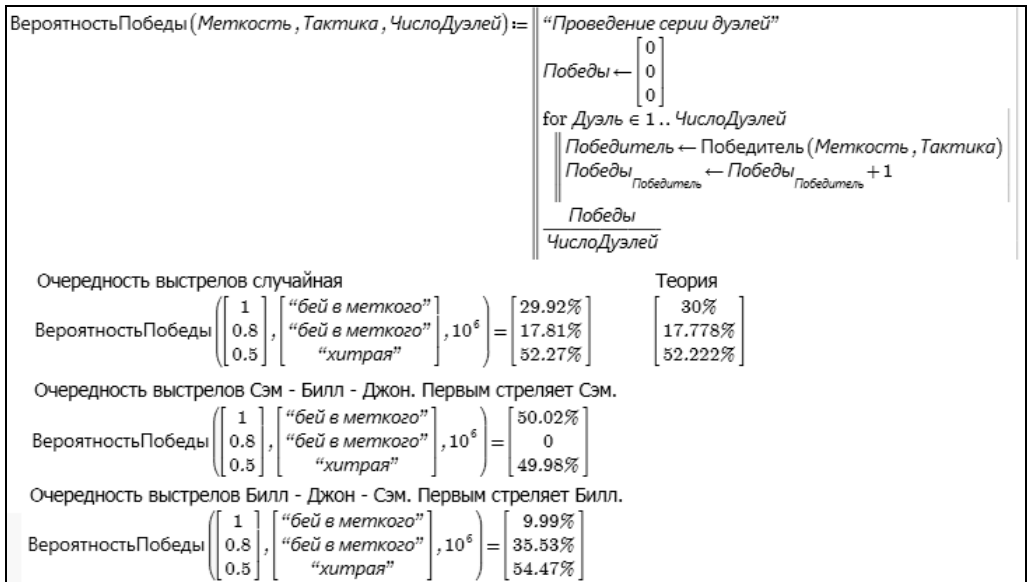 ВероятностьПобеды(Меткость, Тактика, ЧислоДуэлей) := ‖ "Проведение серии дуэлей"
Победы ← [0 0 0]
for Дуэль ∈ 1 .. ЧислоДуэлей
Победитель ← Победитель(Меткость, Тактика)
Победы_Победитель ← Победы_Победитель + 1
Победы
ЧислоДуэлей
Очередность выстрелов случайная Теория
[1 ["бей в меткого" [29.92% [30%
ВероятностьПобеды( 0.8 , "бей в меткого" , 10^6 ) = 17.81% 17.778%
0.5] "хитрая"] 52.27%] 52.222%]
Очередность выстрелов Сэм - Билл - Джон. Первым стреляет Сэм.
[1 ["бей в меткого" [50.02%
ВероятностьПобеды( 0.8 , "бей в меткого" , 10^6 ) = 0
0.5] "хитрая"] 49.98%]
Очередность выстрелов Билл - Джон - Сэм. Первым стреляет Билл.
[1 ["бей в меткого" [9.99%
ВероятностьПобеды( 0.8 , "бей в меткого" , 10^6 ) = 35.53%
0.5] "хитрая"] 54.47%]